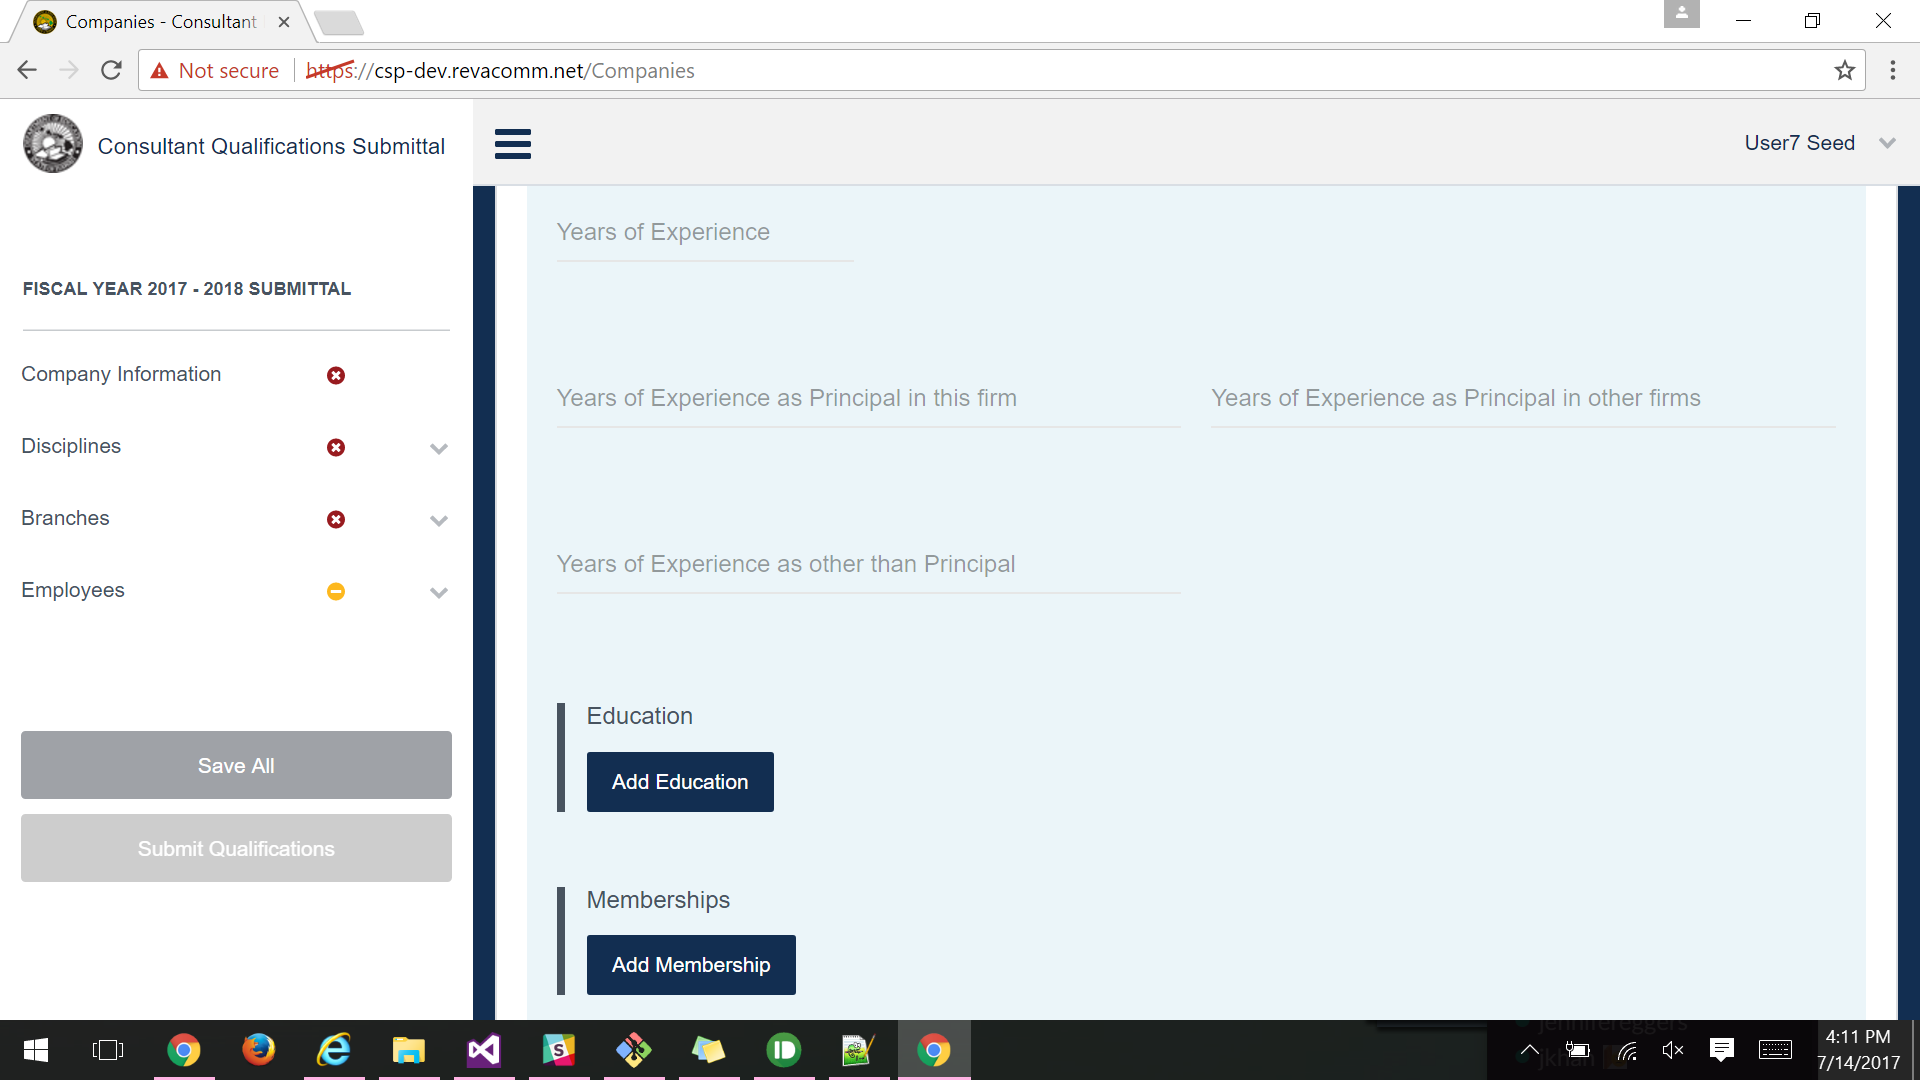 Companies - Consultant
Not secure https://csp-dev.revacomm.net/Companies
Consultant Qualifications Submittal
User7 Seed
FISCAL YEAR 2017 - 2018 SUBMITTAL
Company Information
Disciplines
Branches
Employees
Save All
Submit Qualifications
Years of Experience
Years of Experience as Principal in this firm
Years of Experience as Principal in other firms
Years of Experience as other than Principal
Education
Add Education
Memberships
Add Membership
jennifereggers
4:11 PM
7/14/2017